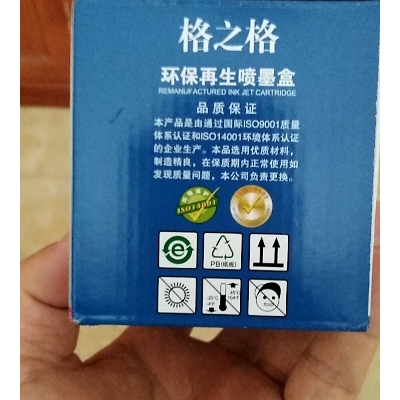 格之格
环保再生喷墨盒
REMANUFACTURED INK JET CARTRIDGE
品质保证
本产品是由通过国际ISO9001质量
体系认证和ISO14001环境体系认证
的企业生产。本品选用优质材料，
制造精良，在保质期内正常使用如
发现质量问题，本公司负责更换。
ISO14001
PB(纸板)